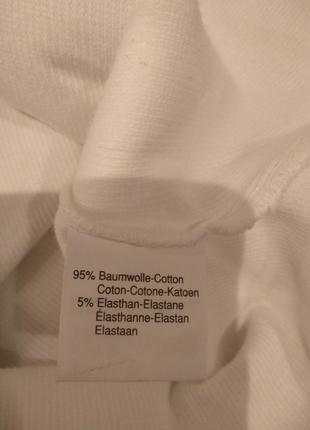 95% Baumwolle-Cotton
Coton-Cotone-Katoen
5% Elasthan-Elastane
Élasthanne-Elastan
Elastaan